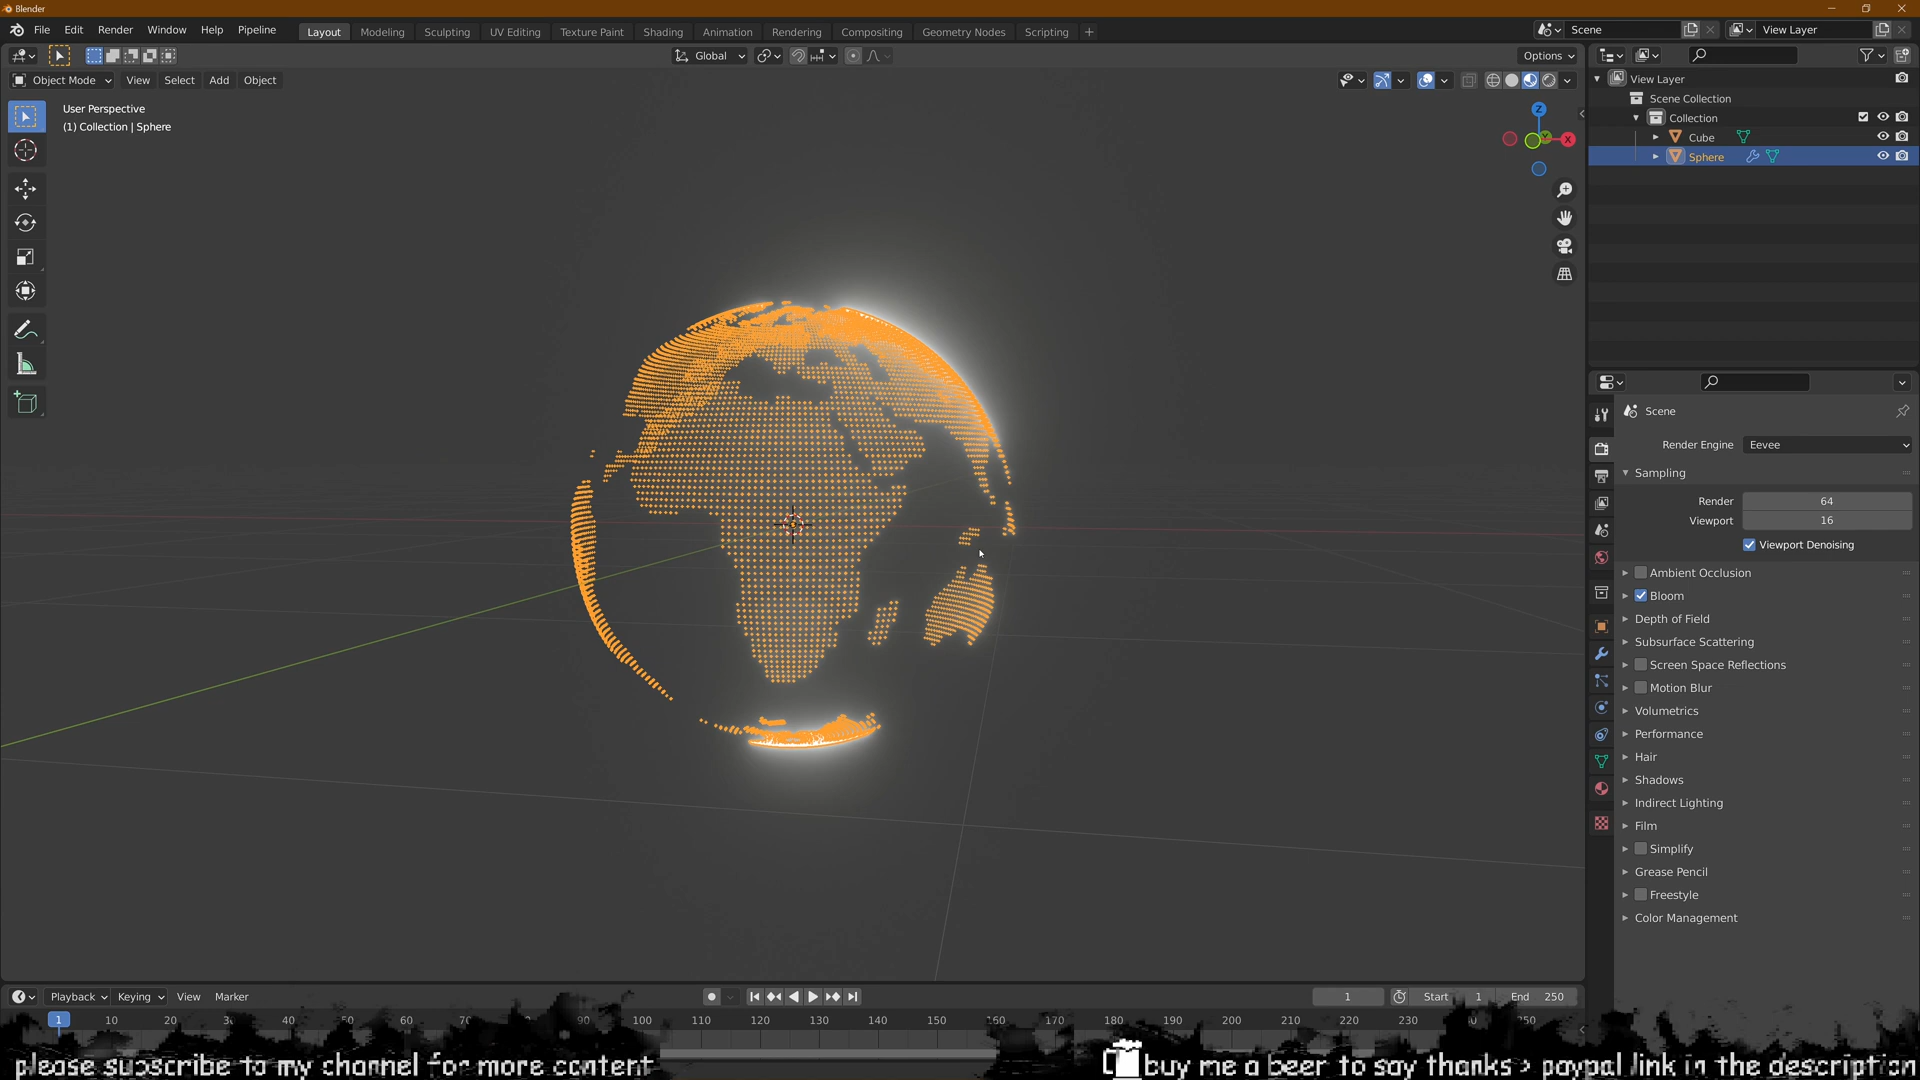 Blender
File Edit Render Window Help Pipeline
Layout Modeling Sculpting UV Editing Texture Paint Shading Animation Rendering Compositing Geometry Nodes Scripting +
Scene
View Layer
Global
Options
Object Mode View Select Add Object
User Perspective
(1) Collection | Sphere
Z
X
View Layer
Scene Collection
Collection
Cube
Sphere
Scene
Render Engine Eevee
Sampling
Render 64
Viewport 16
Viewport Denoising
Ambient Occlusion
Bloom
Depth of Field
Subsurface Scattering
Screen Space Reflections
Motion Blur
Volumetrics
Performance
Hair
Shadows
Indirect Lighting
Film
Simplify
Grease Pencil
Freestyle
Color Management
Playback Keying View Marker
1 Start 1 End 250
1 10 20 40 50 60 80 90 100 110 120 130 140 150 160 170 180 190 200 210 220 230
please subscribe to my channel for more content
buy me a beer to say thanks > paypal link in the description